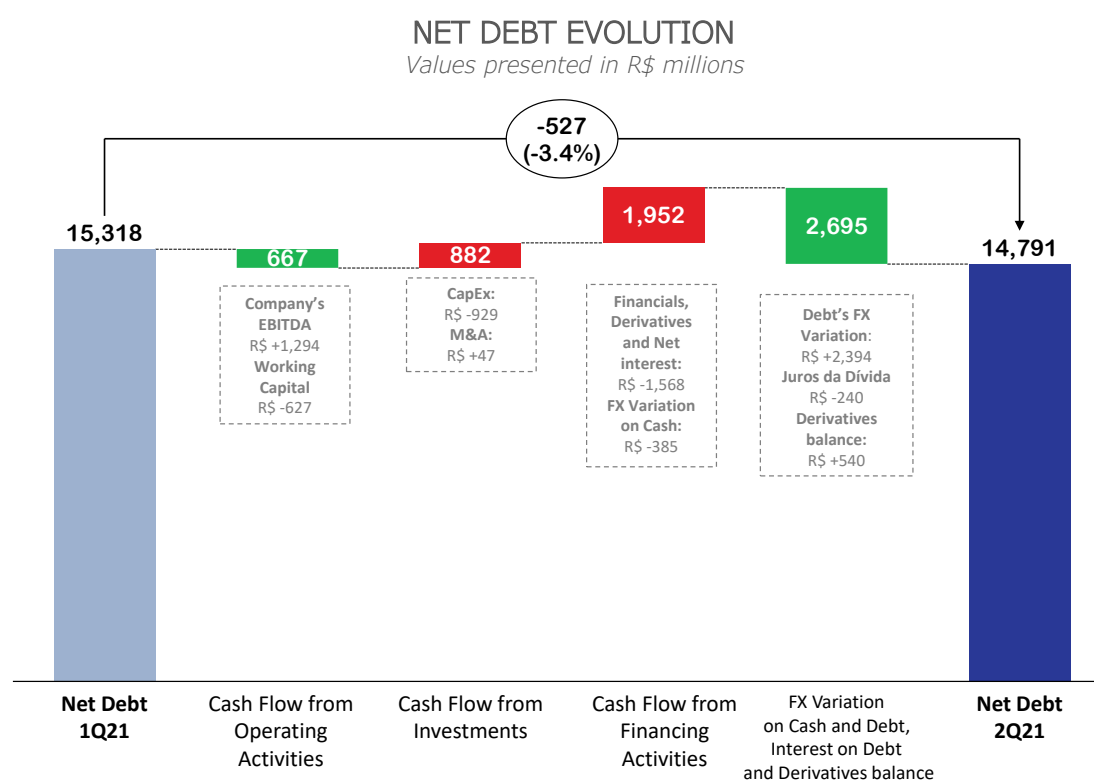 NET DEBT EVOLUTION
Values presented in R$ millions
-527
(-3.4%)
15,318
667
882
1,952
2,695
14,791
Company's
EBITDA
R$ +1,294
Working
Capital
R$ -627
CapEx:
R$ -929
M&A:
R$ +47
Financials,
Derivatives
and Net
interest:
R$ -1,568
FX Variation
on Cash:
R$ -385
Debt's FX
Variation:
R$ +2,394
Juros da Dívida
R$ -240
Derivatives
balance:
R$ +540
Net Debt
1Q21
Cash Flow from
Operating
Activities
Cash Flow from
Investments
Cash Flow from
Financing
Activities
FX Variation
on Cash and Debt,
Interest on Debt
and Derivatives balance
Net Debt
2Q21